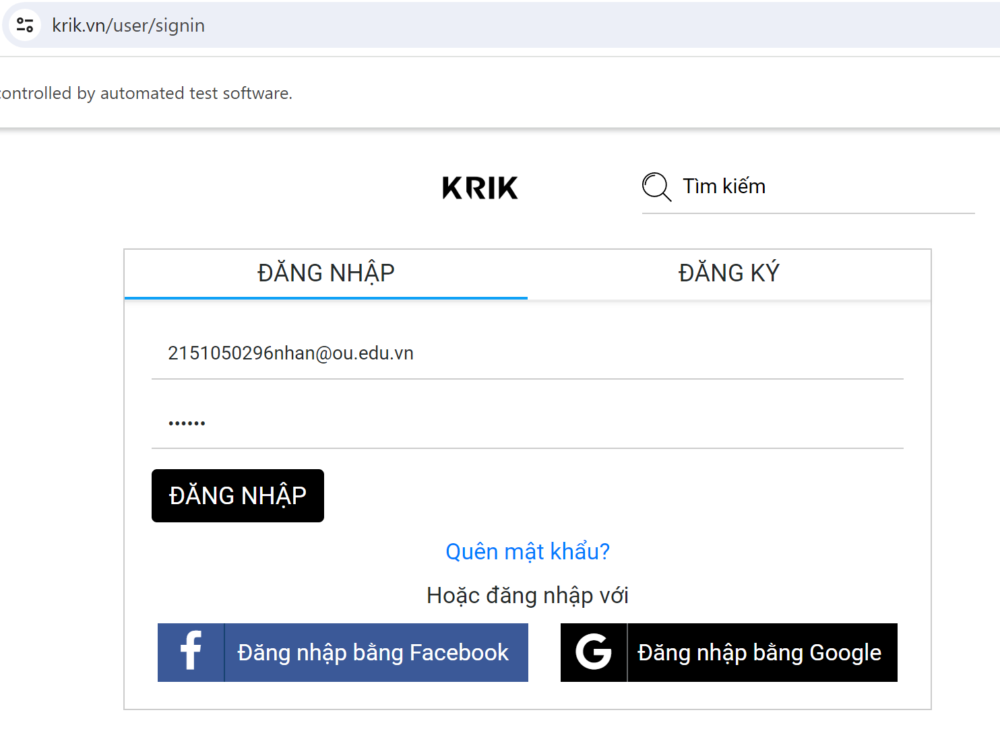 krik.vn/user/signin
controlled by automated test software.
KRIK
Tìm kiếm
ĐĂNG NHẬP
ĐĂNG KÝ
2151050296nhan@ou.edu.vn
••••••
ĐĂNG NHẬP
Quên mật khẩu?
Hoặc đăng nhập với
Đăng nhập bằng Facebook
Đăng nhập bằng Google